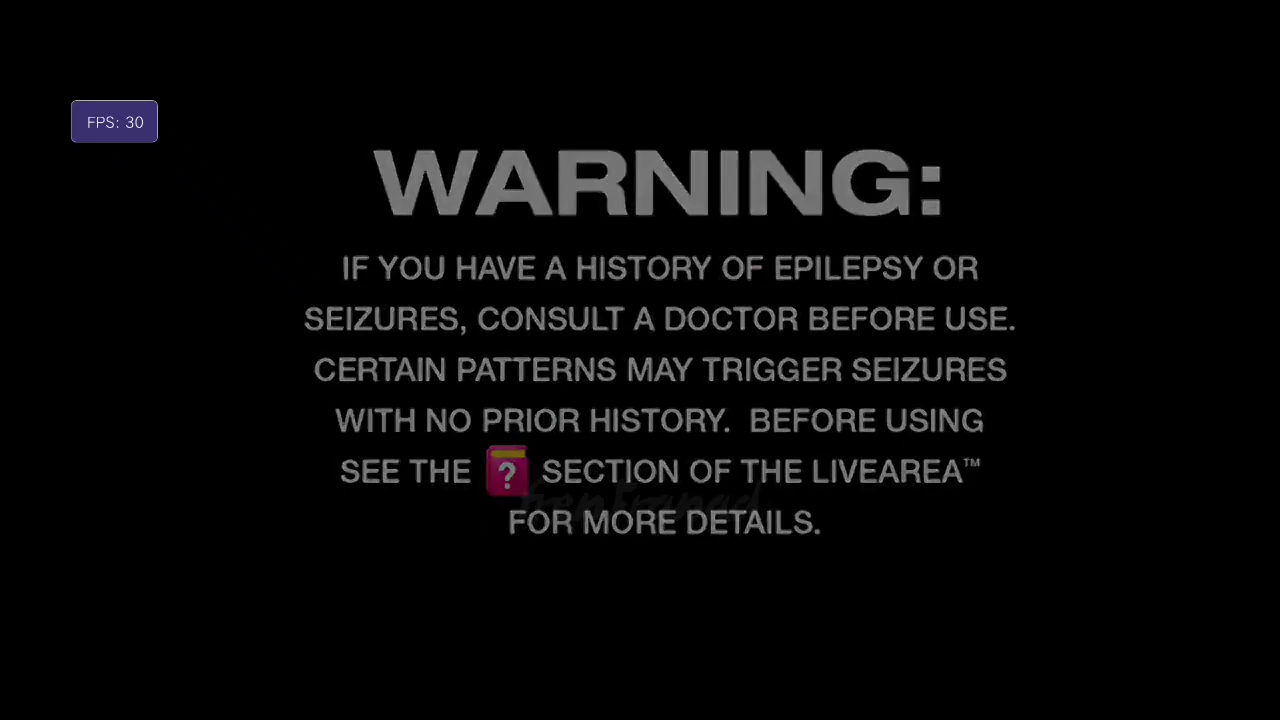 FPS: 30
WARNING:
IF YOU HAVE A HISTORY OF EPILEPSY OR
SEIZURES, CONSULT A DOCTOR BEFORE USE.
CERTAIN PATTERNS MAY TRIGGER SEIZURES
WITH NO PRIOR HISTORY. BEFORE USING
SEE THE ? SECTION OF THE LIVEAREA™
FOR MORE DETAILS.